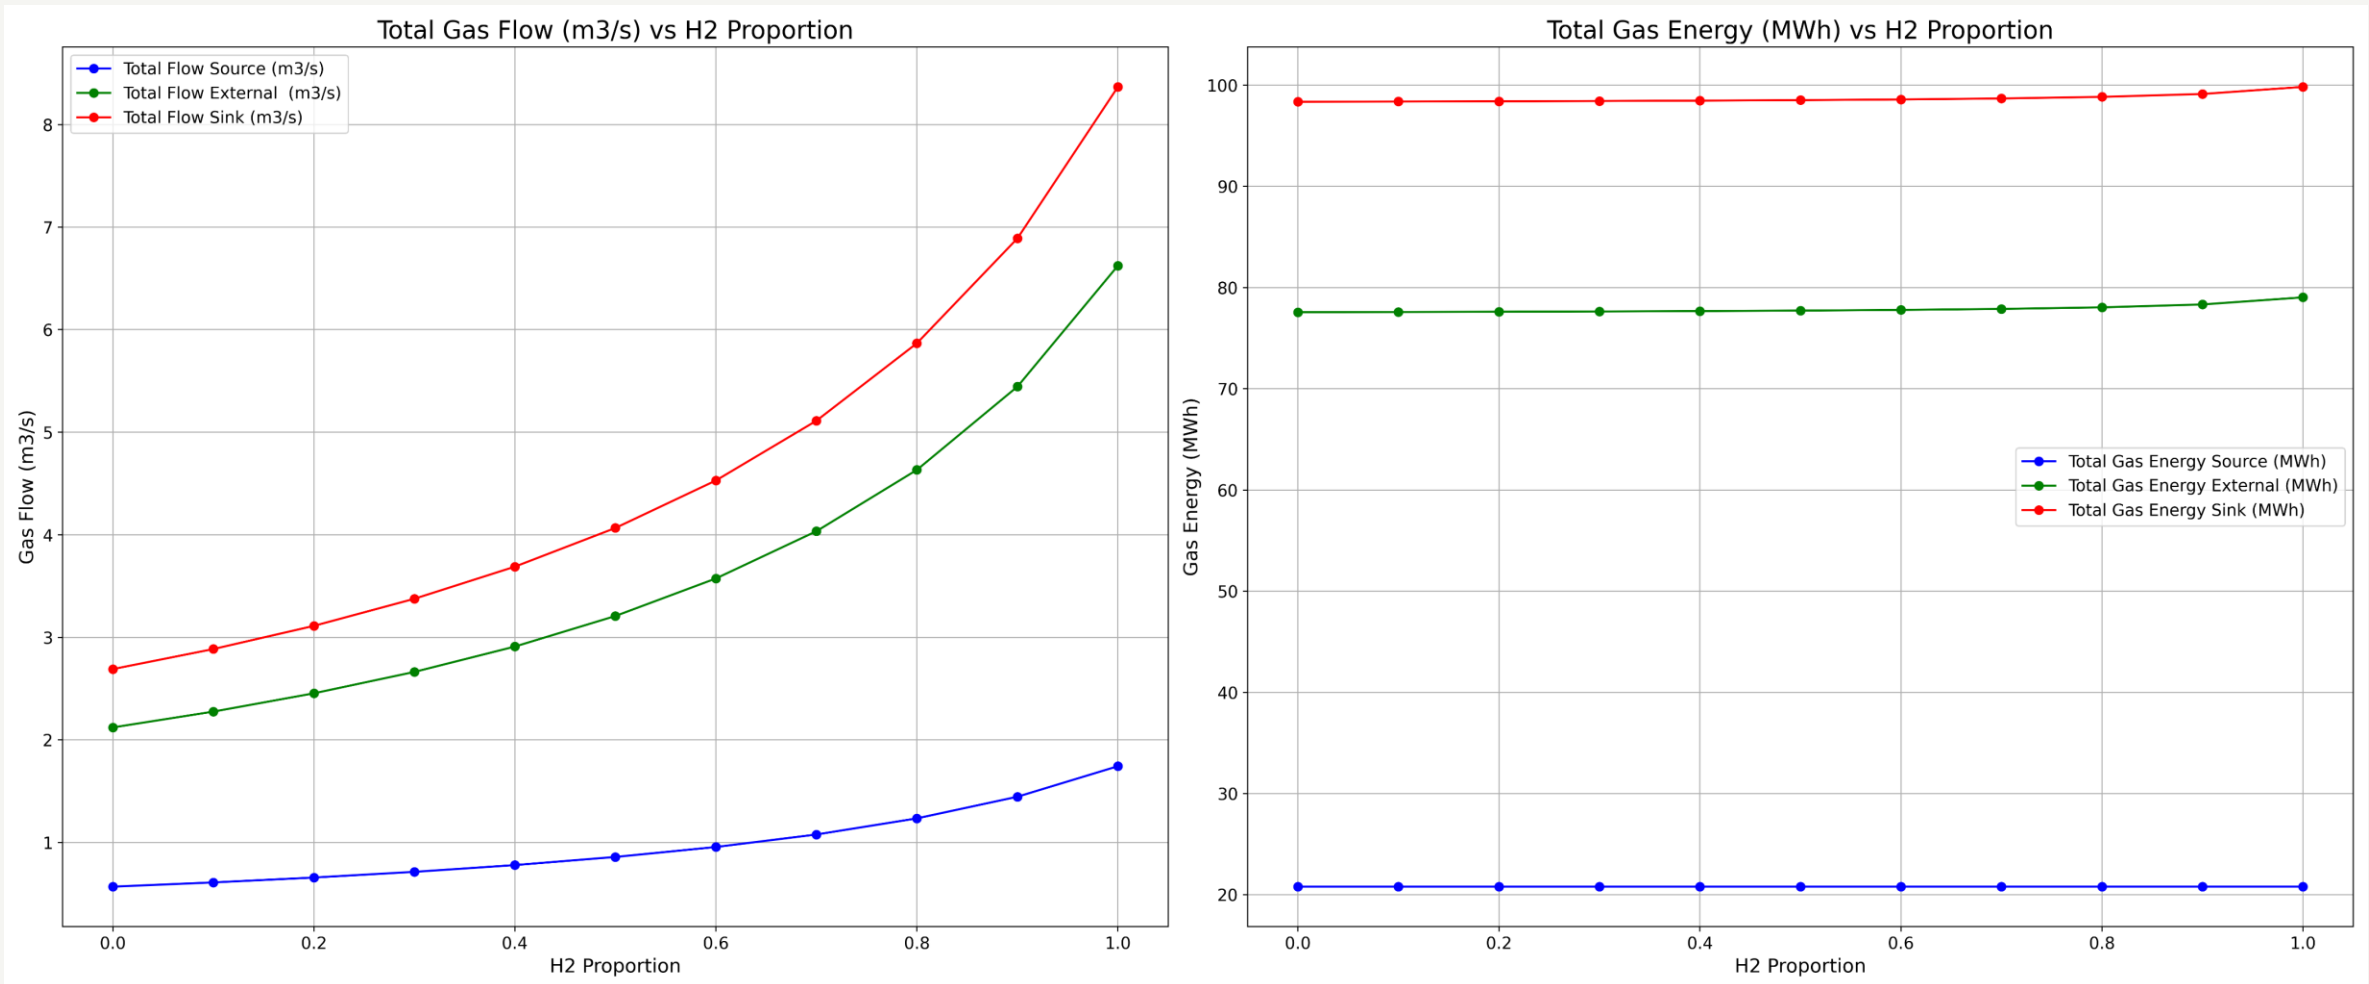 Total Gas Flow (m3/s) vs H2 Proportion
Total Flow Source (m3/s)
Total Flow External  (m3/s)
Total Flow Sink (m3/s)
8
7
6
5
4
3
2
1
Gas Flow (m3/s)
0.0 0.2 0.4 0.6 0.8 1.0
H2 Proportion
Total Gas Energy (MWh) vs H2 Proportion
100
90
80
70
60
50
40
30
20
Gas Energy (MWh)
Total Gas Energy Source (MWh)
Total Gas Energy External (MWh)
Total Gas Energy Sink (MWh)
0.0 0.2 0.4 0.6 0.8 1.0
H2 Proportion